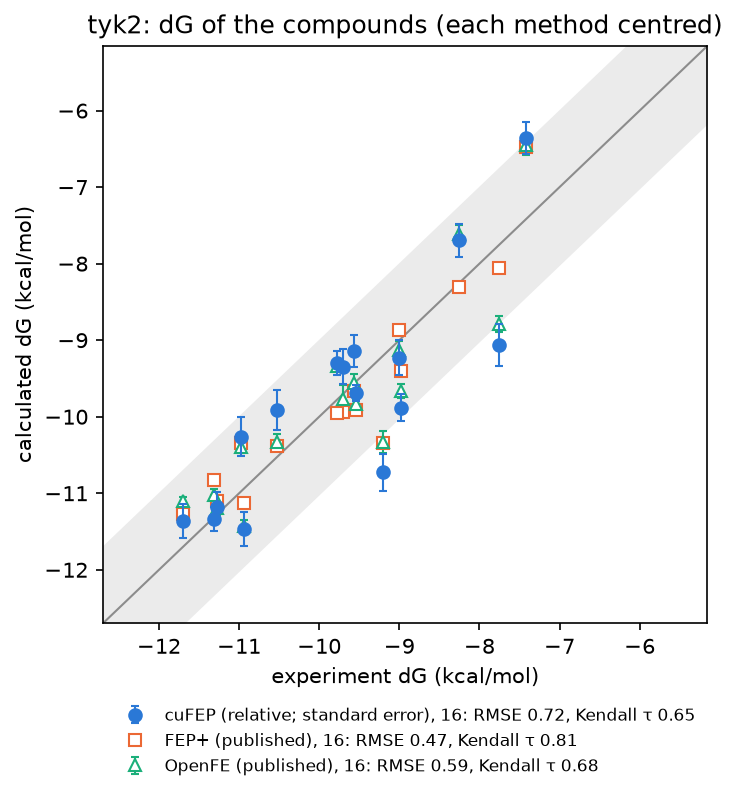 tyk2: dG of the compounds (each method centred)
calculated dG (kcal/mol)
−6
−7
−8
−9
−10
−11
−12
−12 −11 −10 −9 −8 −7 −6
experiment dG (kcal/mol)
cuFEP (relative; standard error), 16: RMSE 0.72, Kendall τ 0.65
FEP+ (published), 16: RMSE 0.47, Kendall τ 0.81
OpenFE (published), 16: RMSE 0.59, Kendall τ 0.68